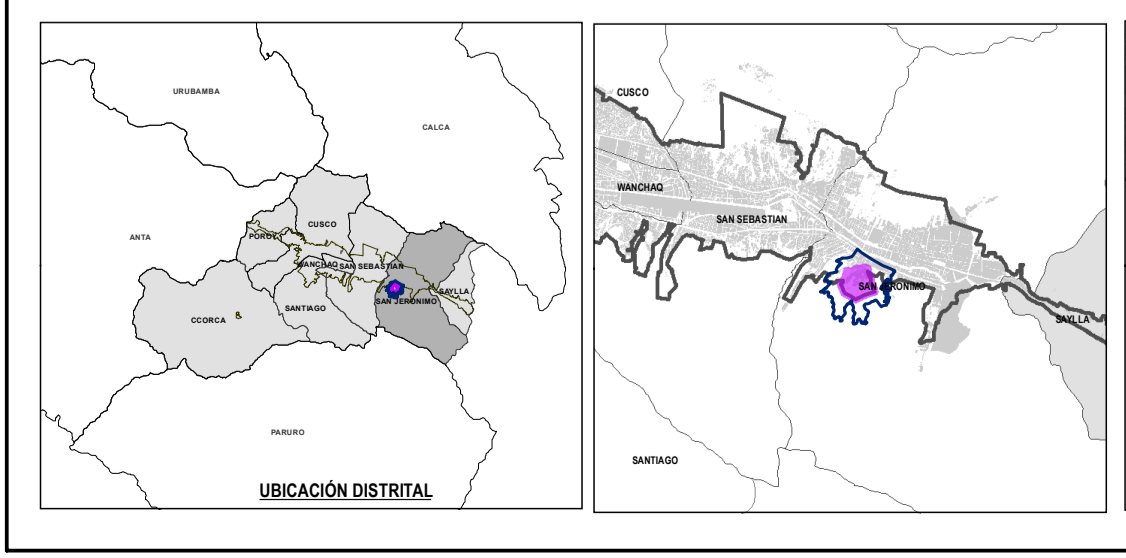 URUBAMBA
CALCA
ANTA
CUSCO
POROY
WANCHAQ
SAN SEBASTIAN
SAYLLA
SAN JERONIMO
SANTIAGO
CCORCA
PARURO
UBICACIÓN DISTRITAL
CUSCO
WANCHAQ
SAN SEBASTIAN
SAN JERONIMO
SAYLLA
SANTIAGO